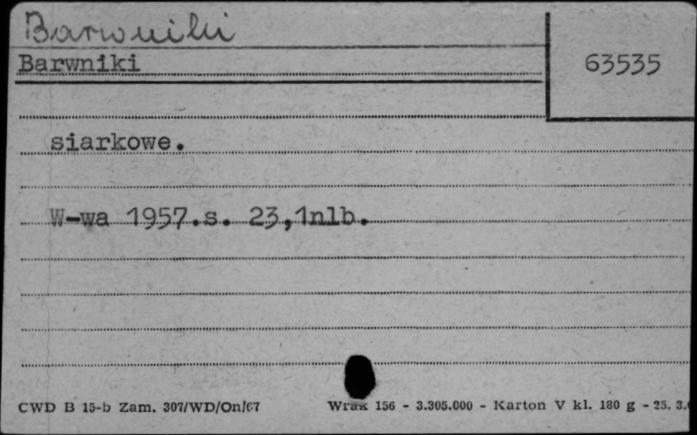 Barwniki
Barwniki
63535
siarkowe.
W-wa 1957.s. 23,1nlb.
CWD B 15-b Zam. 307/WD/On/67 Wrak 156 - 3.305.000 - Karton V kl. 180 g - 25. 3.